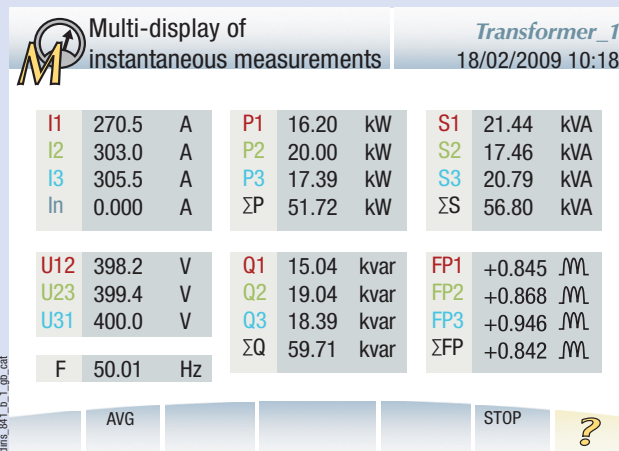 Multi-display of
instantaneous measurements
M
Transformer_1
18/02/2009 10:18
I1 270.5 A
I2 303.0 A
I3 305.5 A
In 0.000 A
P1 16.20 kW
P2 20.00 kW
P3 17.39 kW
ΣP 51.72 kW
S1 21.44 kVA
S2 17.46 kVA
S3 20.79 kVA
ΣS 56.80 kVA
U12 398.2 V
U23 399.4 V
U31 400.0 V
F 50.01 Hz
Q1 15.04 kvar
Q2 19.04 kvar
Q3 18.39 kvar
ΣQ 59.71 kvar
FP1 +0.845
FP2 +0.868
FP3 +0.946
ΣFP +0.842
AVG
STOP
?